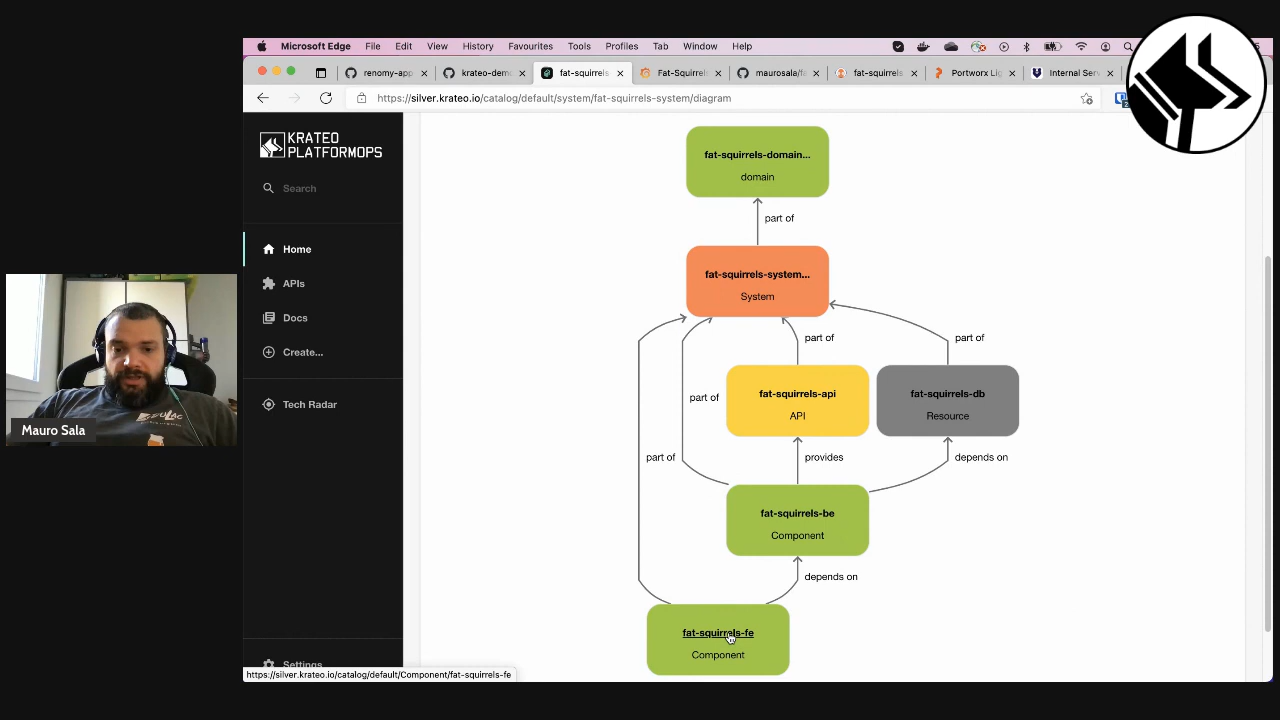 Microsoft Edge File Edit View History Favourites Tools Profiles Tab Window Help
renomy-app
krateo-dem
fat-squirrels
Fat-Squirrels
maurosala/fa
fat-squirrels
Portworx Lig
Internal Serv
https://silver.krateo.io/catalog/default/system/fat-squirrels-system/diagram
KRATEO
PLATFORMOPS
Search
Home
APIs
Docs
Create...
Tech Radar
Settings
fat-squirrels-domain...
domain
part of
fat-squirrels-system...
System
part of
part of
fat-squirrels-api
API
fat-squirrels-db
Resource
part of
part of
provides
depends on
fat-squirrels-be
Component
depends on
fat-squirrels-fe
Component
https://silver.krateo.io/catalog/default/Component/fat-squirrels-fe
Mauro Sala